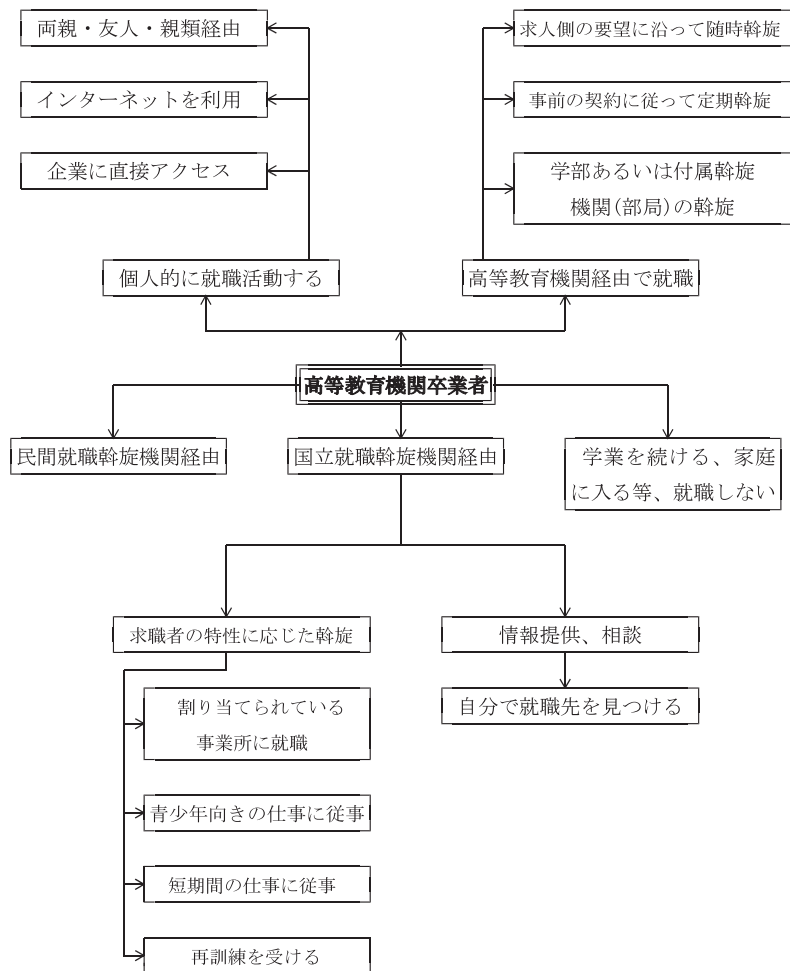 両親・友人・親類経由
インターネットを利用
企業に直接アクセス
個人的に就職活動する
求人側の要望に沿って随時斡旋
事前の契約に従って定期斡旋
学部あるいは付属斡旋
機関(部局)の斡旋
高等教育機関経由で就職
高等教育機関卒業者
民間就職斡旋機関経由
国立就職斡旋機関経由
学業を続ける、家庭
に入る等、就職しない
求職者の特性に応じた斡旋
割り当てられている
事業所に就職
青少年向きの仕事に従事
短期間の仕事に従事
再訓練を受ける
情報提供、相談
自分で就職先を見つける